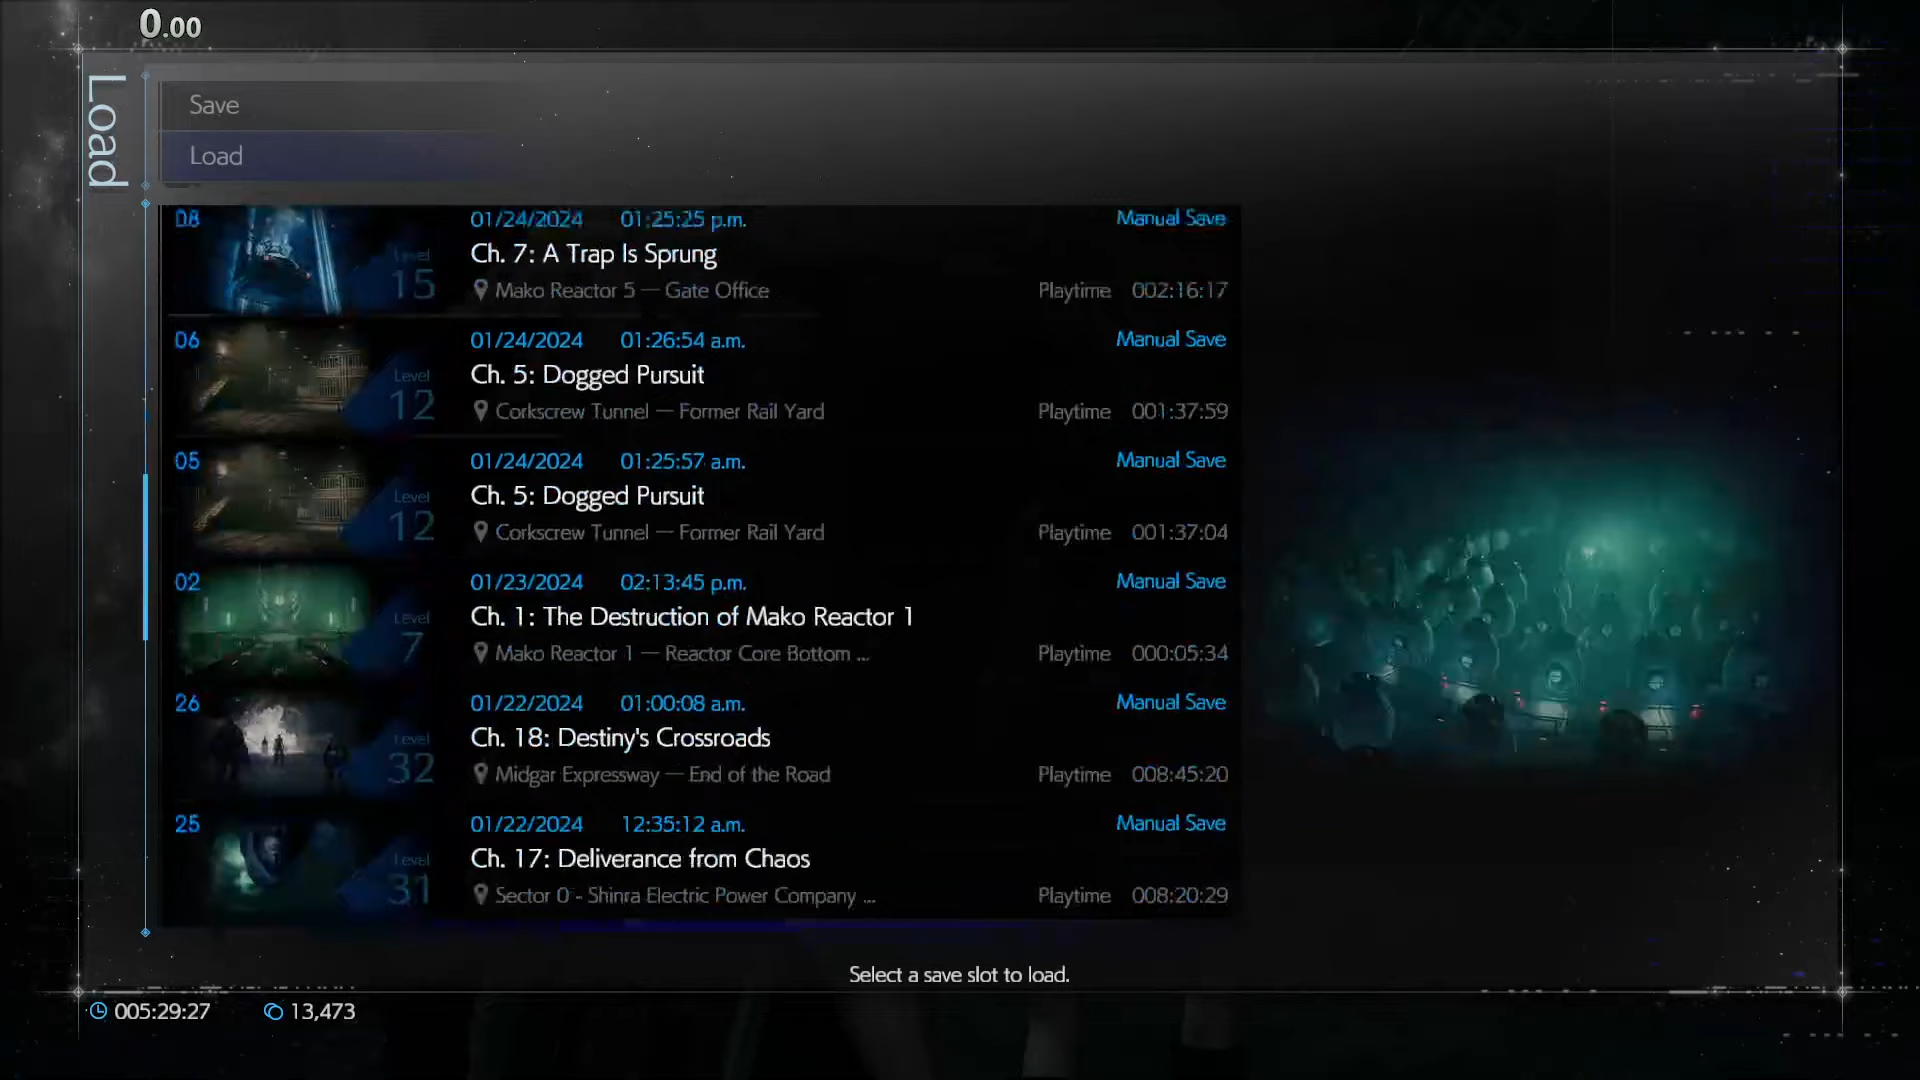 0.00
Load
Save
Load
08 01/24/2024 01:25:25 p.m. Manual Save
Ch. 7: A Trap Is Sprung
Level 15 Mako Reactor 5 — Gate Office Playtime 002:16:17
06 01/24/2024 01:26:54 a.m. Manual Save
Ch. 5: Dogged Pursuit
Level 12 Corkscrew Tunnel — Former Rail Yard Playtime 001:37:59
05 01/24/2024 01:25:57 a.m. Manual Save
Ch. 5: Dogged Pursuit
Level 12 Corkscrew Tunnel — Former Rail Yard Playtime 001:37:04
02 01/23/2024 02:13:45 p.m. Manual Save
Ch. 1: The Destruction of Mako Reactor 1
Level 7 Mako Reactor 1 — Reactor Core Bottom ... Playtime 000:05:34
26 01/22/2024 01:00:08 a.m. Manual Save
Ch. 18: Destiny's Crossroads
Level 32 Midgar Expressway — End of the Road Playtime 008:45:20
25 01/22/2024 12:35:12 a.m. Manual Save
Ch. 17: Deliverance from Chaos
Level 31 Sector 0 - Shinra Electric Power Company ... Playtime 008:20:29
Select a save slot to load.
005:29:27 13,473